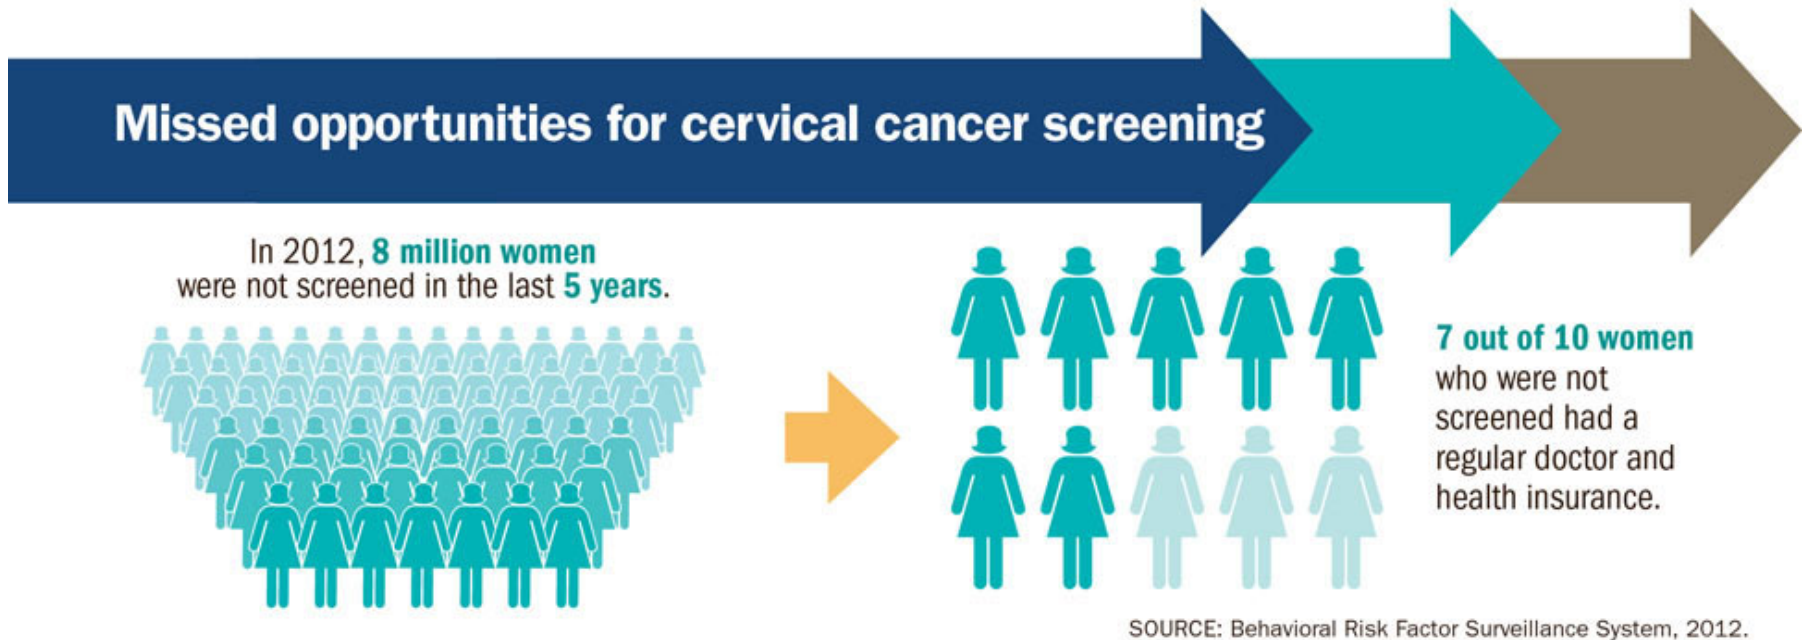 Missed opportunities for cervical cancer screening
In 2012, 8 million women
were not screened in the last 5 years.
7 out of 10 women
who were not
screened had a
regular doctor and
health insurance.
SOURCE: Behavioral Risk Factor Surveillance System, 2012.